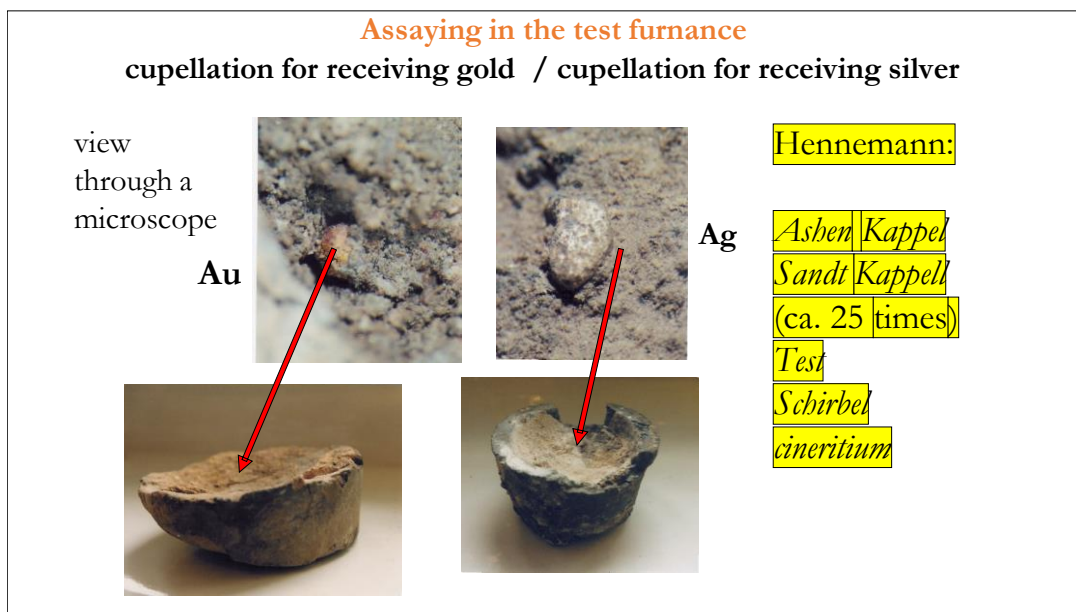 Assaying in the test furnance
cupellation for receiving gold / cupellation for receiving silver
view
through a
microscope
Au
Ag
Hennemann:
Ashen Kappel
Sandt Kappell
(ca. 25 times)
Test
Schirbel
cineritium